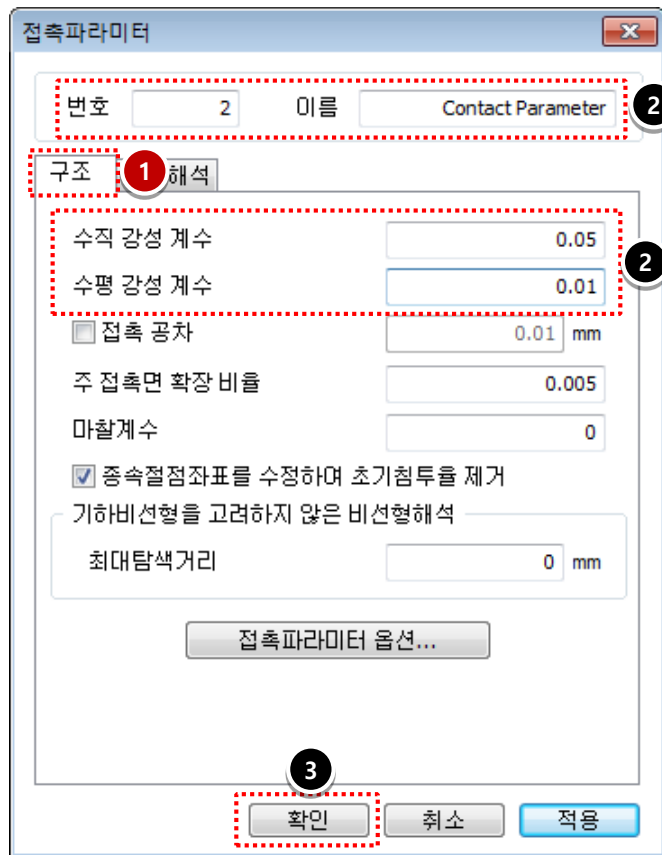 접촉파라미터
번호 2 이름 Contact Parameter 2
구조 1 해석
수직 강성 계수 0.05
2
수평 강성 계수 0.01
접촉 공차 0.01 mm
주 접촉면 확장 비율 0.005
마찰계수 0
종속절점좌표를 수정하며 초기침투율 제거
기하비선형을 고려하지 않은 비선형해석
최대탐색거리 0 mm
접촉파라미터 옵션...
3
확인 취소 적용